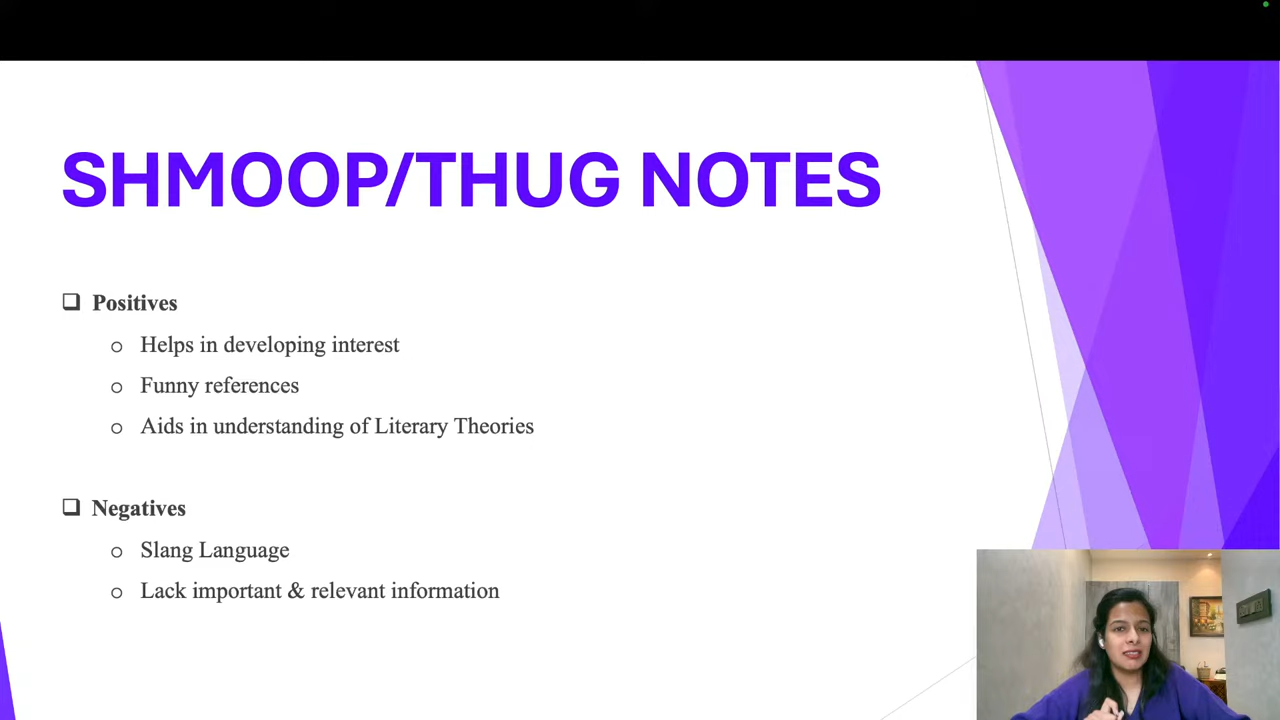 SHMOOP/THUG NOTES
Positives
Helps in developing interest
Funny references
Aids in understanding of Literary Theories
Negatives
Slang Language
Lack important & relevant information